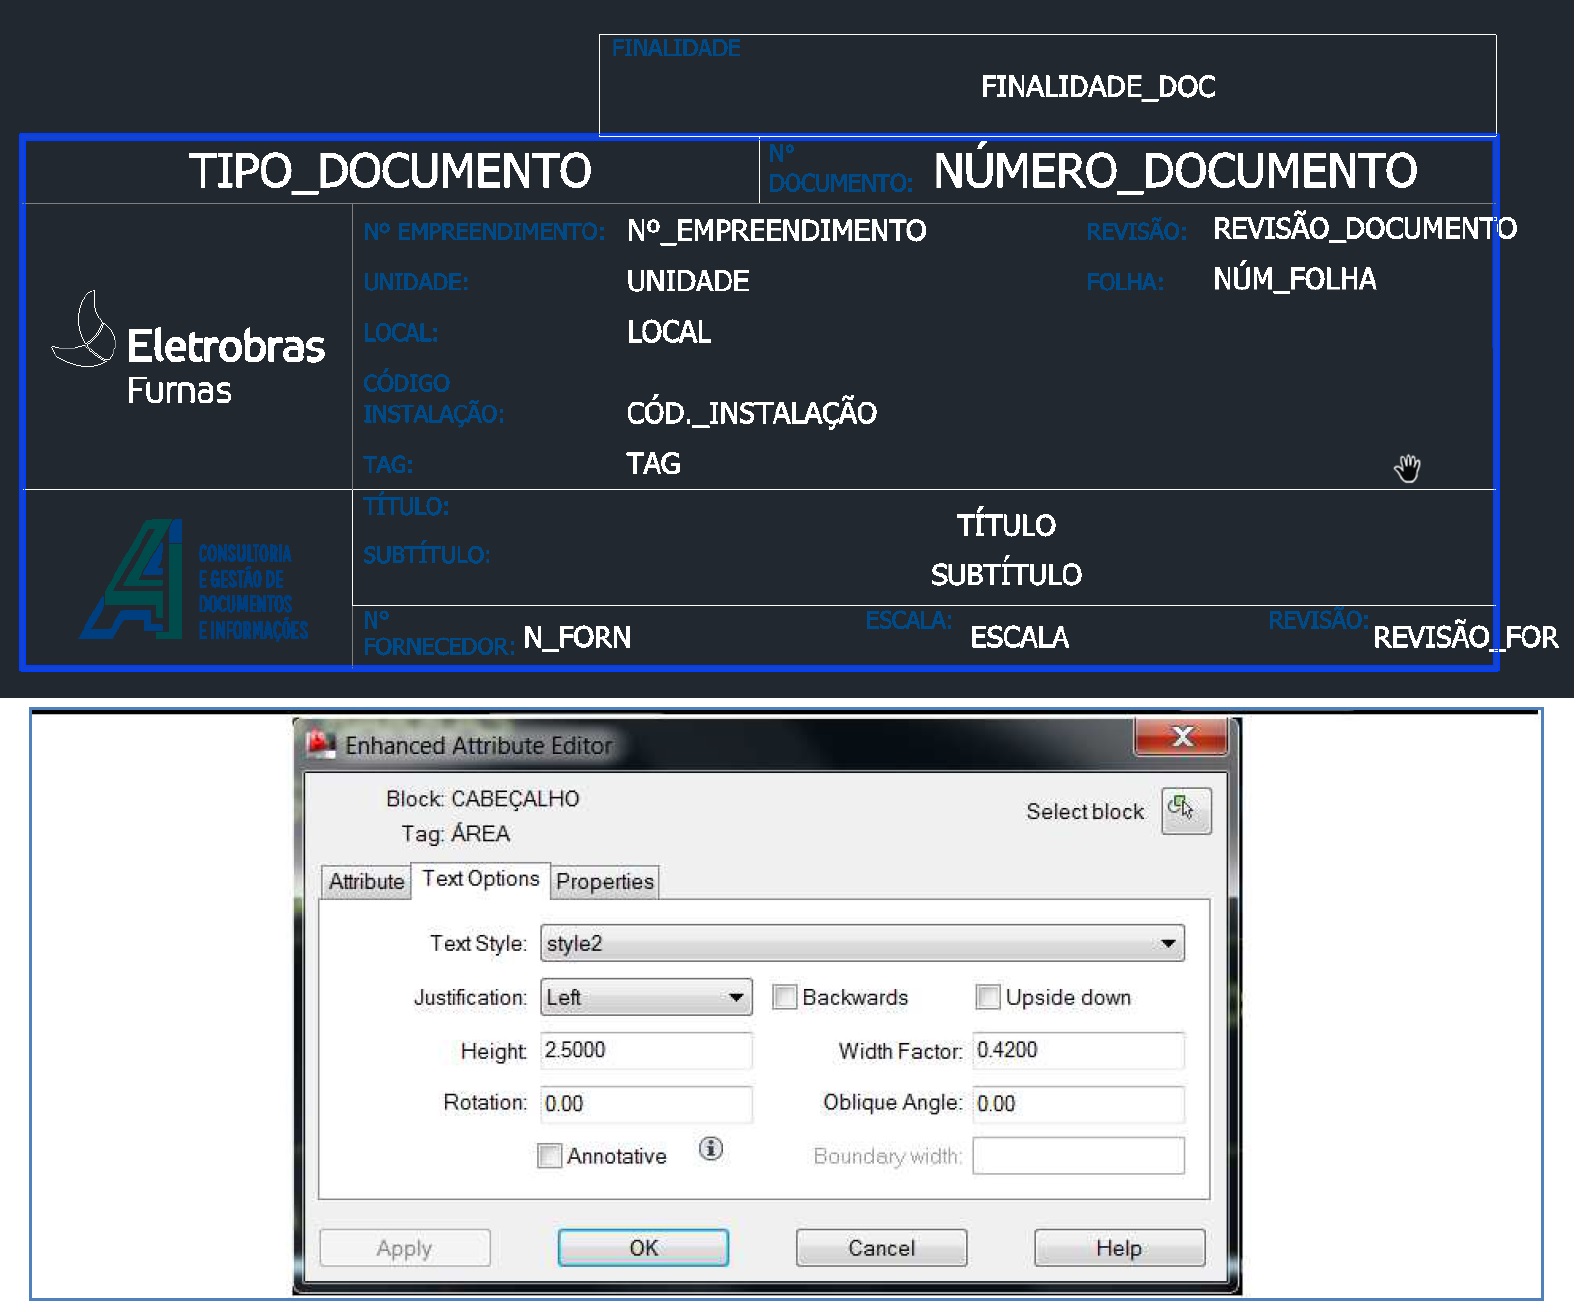 FINALIDADE
FINALIDADE_DOC
TIPO_DOCUMENTO
N°
DOCUMENTO:
NÚMERO_DOCUMENTO
Nº EMPREENDIMENTO:
Nº_EMPREENDIMENTO
REVISÃO:
REVISÃO_DOCUMENTO
UNIDADE:
UNIDADE
FOLHA:
NÚM_FOLHA
Eletrobras
Furnas
LOCAL:
LOCAL
CÓDIGO
INSTALAÇÃO:
CÓD._INSTALAÇÃO
TAG:
TAG
CONSULTORIA
E GESTÃO DE
DOCUMENTOS
E INFORMAÇÕES
TÍTULO:
TÍTULO
SUBTÍTULO:
SUBTÍTULO
N°
FORNECEDOR:
N_FORN
ESCALA:
ESCALA
REVISÃO:
REVISÃO_FOR
Enhanced Attribute Editor
X
Block: CABEÇALHO
Tag: ÁREA
Select block
Attribute
Text Options
Properties
Text Style: style2
Justification: Left
Backwards
Upside down
Height: 2.5000
Width Factor: 0.4200
Rotation: 0.00
Oblique Angle: 0.00
Annotative
Boundary width:
Apply
OK
Cancel
Help